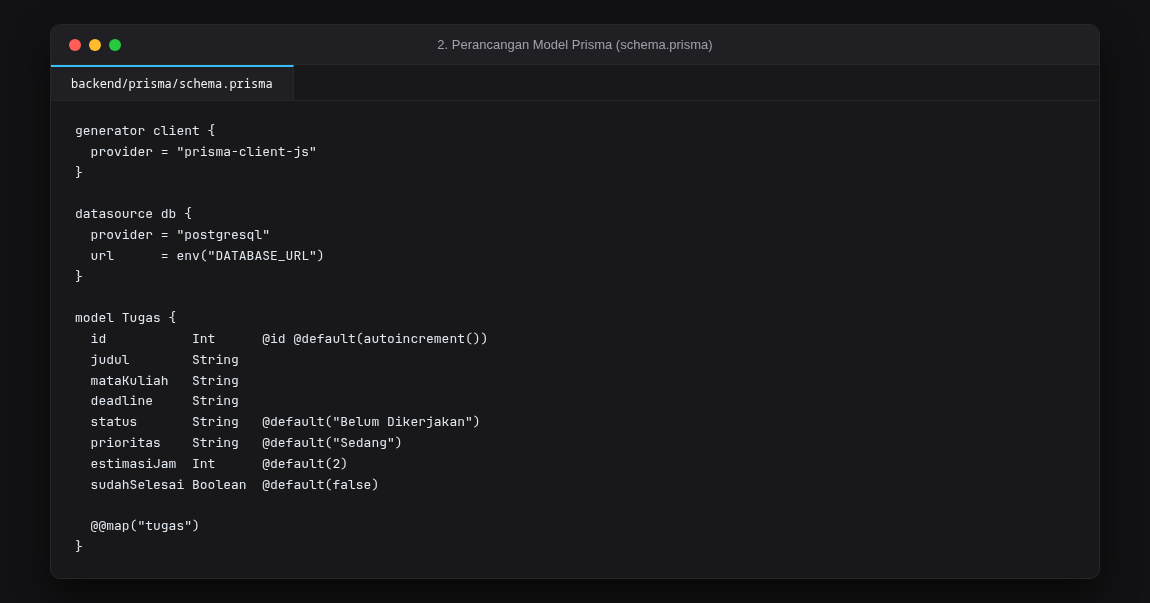 2. Perancangan Model Prisma (schema.prisma)
backend/prisma/schema.prisma
generator client {
  provider = "prisma-client-js"
}

datasource db {
  provider = "postgresql"
  url      = env("DATABASE_URL")
}

model Tugas {
  id           Int      @id @default(autoincrement())
  judul        String
  mataKuliah   String
  deadline     String
  status       String   @default("Belum Dikerjakan")
  prioritas    String   @default("Sedang")
  estimasiJam  Int      @default(2)
  sudahSelesai Boolean  @default(false)

  @@map("tugas")
}